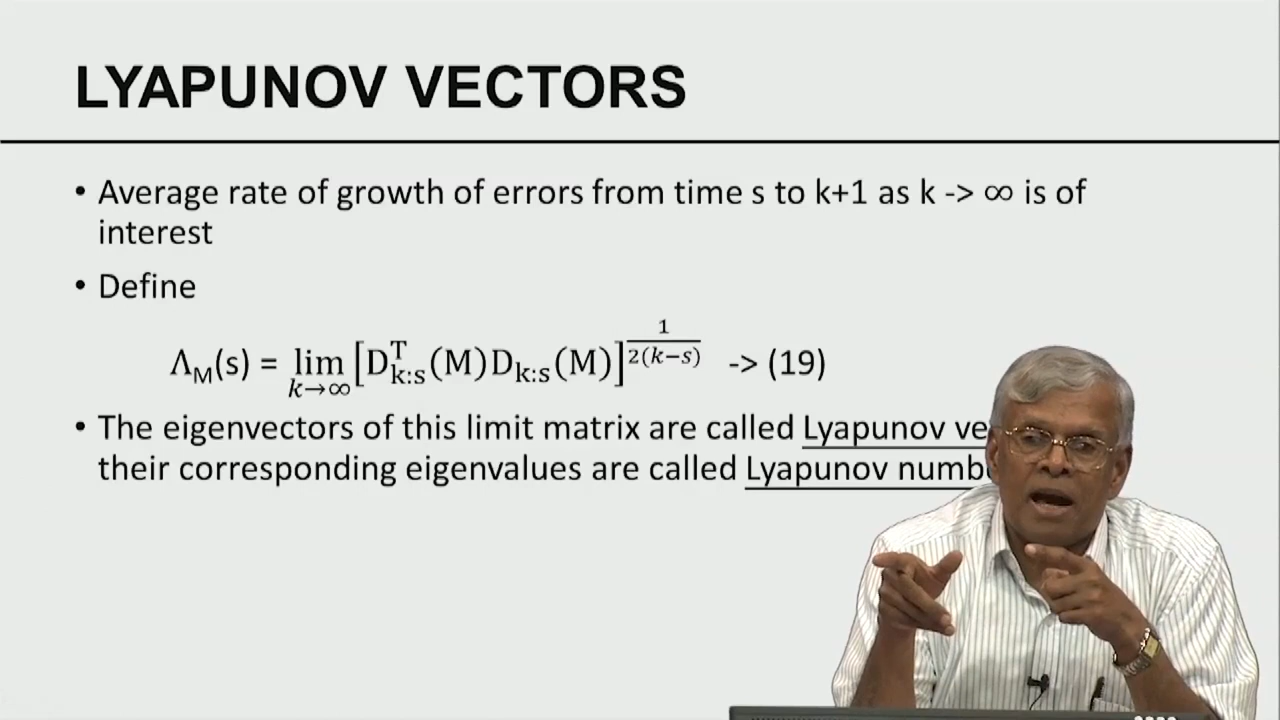 LYAPUNOV VECTORS
• Average rate of growth of errors from time s to k+1 as k -> ∞ is of
interest
• Define
Λ_M(s) = lim_{k→∞} [D^T_{k:s}(M)D_{k:s}(M)]^{1/2(k−s)} -> (19)
• The eigenvectors of this limit matrix are called Lyapunov
their corresponding eigenvalues are called Lyapunov